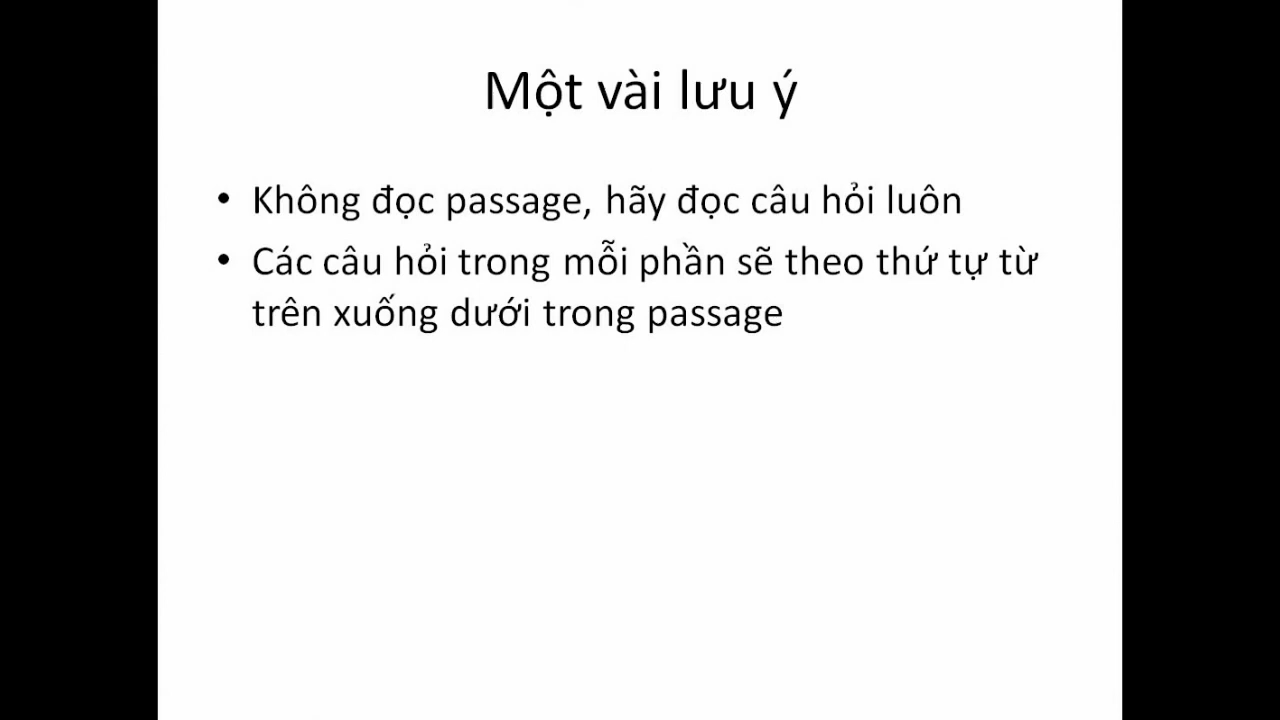 Một vài lưu ý
• Không đọc passage, hãy đọc câu hỏi luôn
• Các câu hỏi trong mỗi phần sẽ theo thứ tự từ
trên xuống dưới trong passage